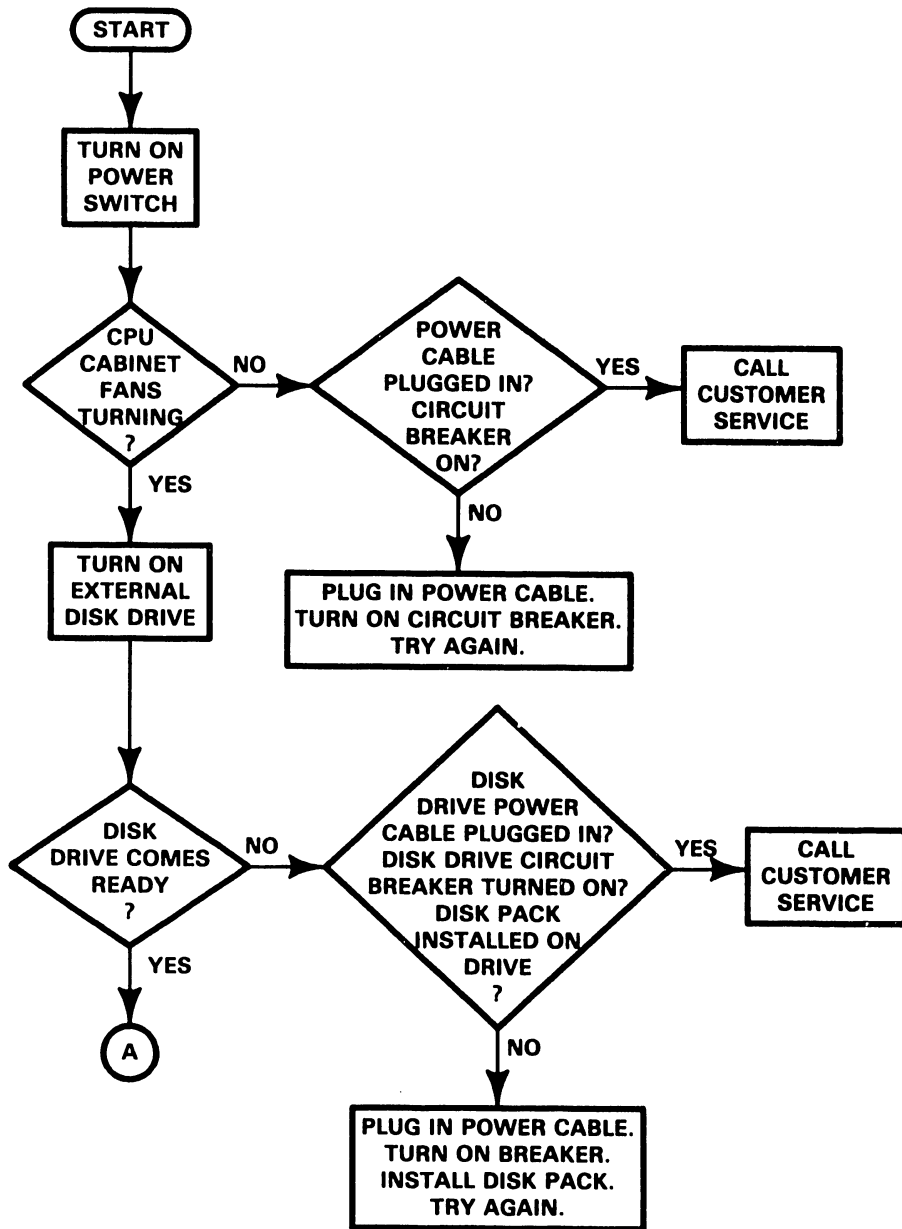 START
TURN ON
POWER
SWITCH
CPU
CABINET
FANS
TURNING
?
NO
POWER
CABLE
PLUGGED IN?
CIRCUIT
BREAKER
ON?
YES
CALL
CUSTOMER
SERVICE
YES
NO
TURN ON
EXTERNAL
DISK DRIVE
PLUG IN POWER CABLE.
TURN ON CIRCUIT BREAKER.
TRY AGAIN.
DISK
DRIVE COMES
READY
?
NO
DISK
DRIVE POWER
CABLE PLUGGED IN?
DISK DRIVE CIRCUIT
BREAKER TURNED ON?
DISK PACK
INSTALLED ON
DRIVE
?
YES
CALL
CUSTOMER
SERVICE
YES
A
NO
PLUG IN POWER CABLE.
TURN ON BREAKER.
INSTALL DISK PACK.
TRY AGAIN.